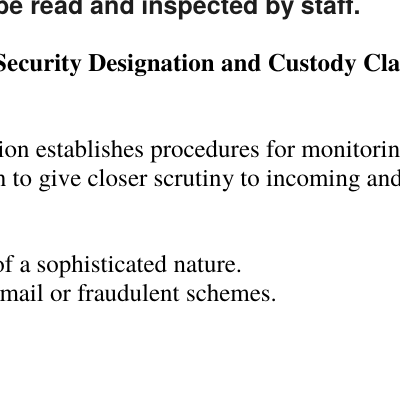 be read and inspected by staff.
Security Designation and Custody Cla
ion establishes procedures for monitorin
to give closer scrutiny to incoming and
of a sophisticated nature.
mail or fraudulent schemes.